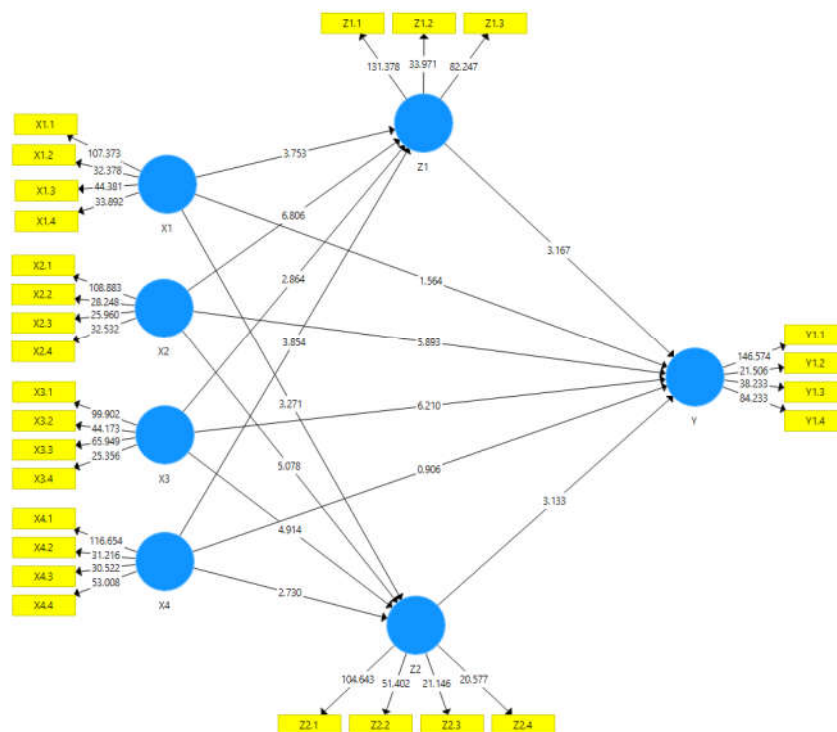 Z1.1
Z1.2
Z1.3
131.378
33.971
82.247
Z1
X1.1
X1.2
X1.3
X1.4
107.373
32.378
44.381
33.892
X1
3.753
6.806
2.864
3.854
3.167
1.564
X2.1
X2.2
X2.3
X2.4
108.883
28.248
25.960
32.532
X2
5.893
Y1.1
Y1.2
Y1.3
Y1.4
146.574
21.506
38.233
84.233
Y
X3.1
X3.2
X3.3
X3.4
99.902
44.173
65.949
25.356
X3
3.271
6.210
5.078
0.906
4.914
3.133
X4.1
X4.2
X4.3
X4.4
116.654
31.216
30.522
53.008
X4
2.730
Z2
104.643
51.402
21.146
20.577
Z2.1
Z2.2
Z2.3
Z2.4